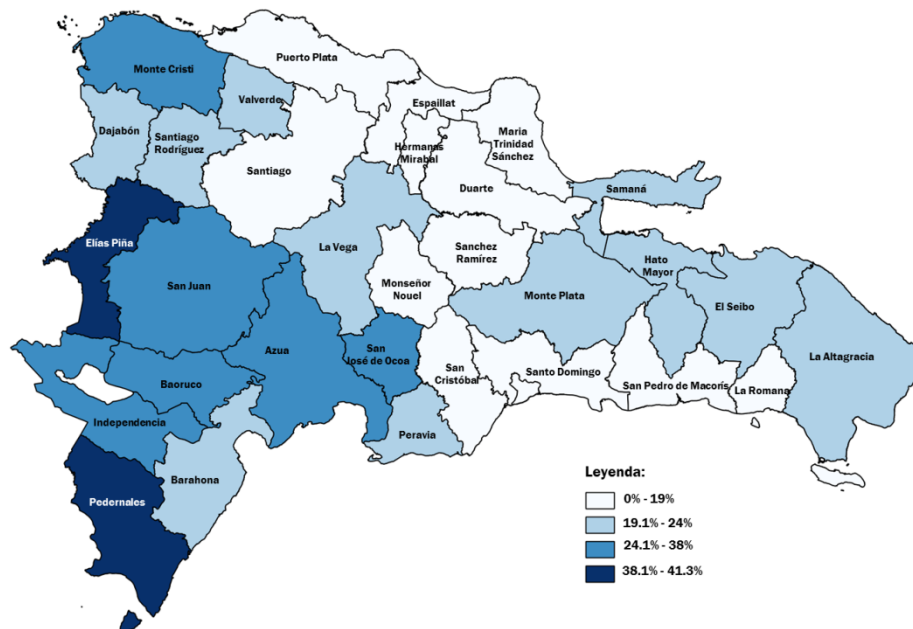 Puerto Plata
Monte Cristi
Valverde
Espaillat
Dajabón
Santiago
Rodríguez
Hermanas
Mirabal
Maria
Trinidad
Sánchez
Santiago
Duarte
Samaná
Elías Piña
La Vega
Sanchez
Ramírez
Hato
Mayor
San Juan
Monseñor
Nouel
Monte Plata
El Seibo
Azua
San
José de Ocoa
La Altagracia
San
Cristóbal
Santo Domingo
San Pedro de Macorís
La Romana
Baoruco
Independencia
Peravia
Barahona
Pedernales
Leyenda:
0% - 19%
19.1% - 24%
24.1% - 38%
38.1% - 41.3%